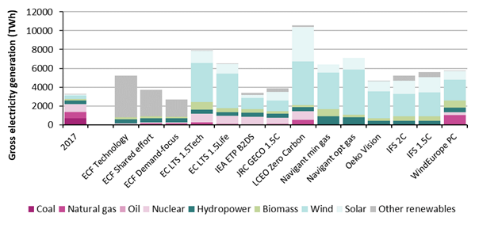 Gross electricity generation (TWh)
12000
10000
8000
6000
4000
2000
0
2017
ECF Technology
ECF Shared effort
ECF Demand-focus
EC LTS 1.5Tech
EC LTS 1.5Life
IEA ETP B2DS
JRC GECO 1.5C
LCEO Zero Carbon
Navigant min gas
Navigant opt gas
Oeko Vision
IFS 2C
IFS 1.5C
WindEurope PC
Coal Natural gas Oil Nuclear Hydropower Biomass Wind Solar Other renewables